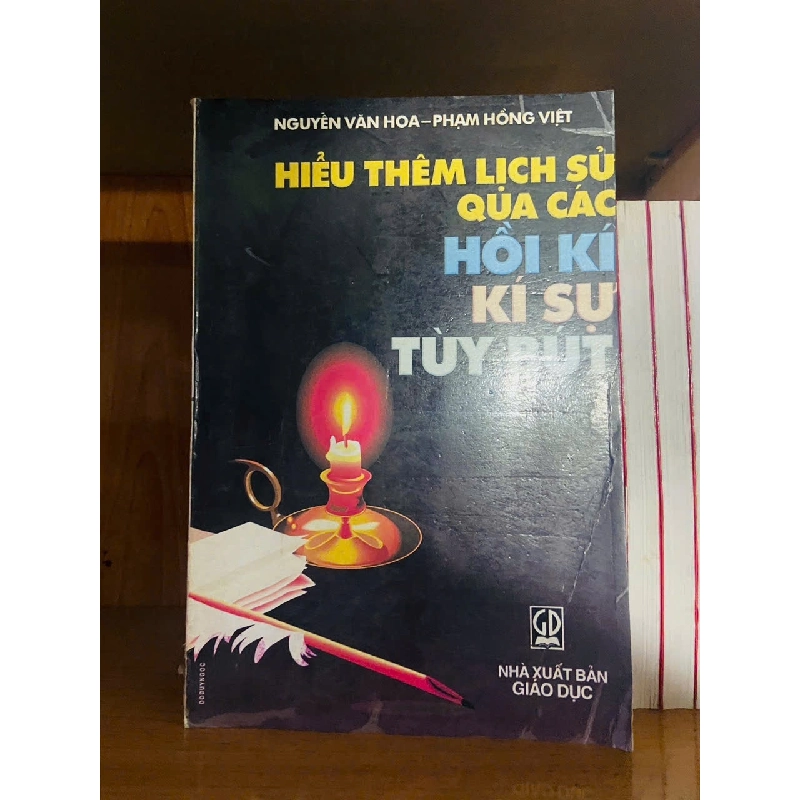 NGUYỄN VĂN HOA – PHẠM HỒNG VIỆT
HIỂU THÊM LỊCH SỬ
QUA CÁC
HỒI KÍ
KÍ SỰ
TÙY BÚT
GD
NHÀ XUẤT BẢN
GIÁO DỤC
DODUYNGOC